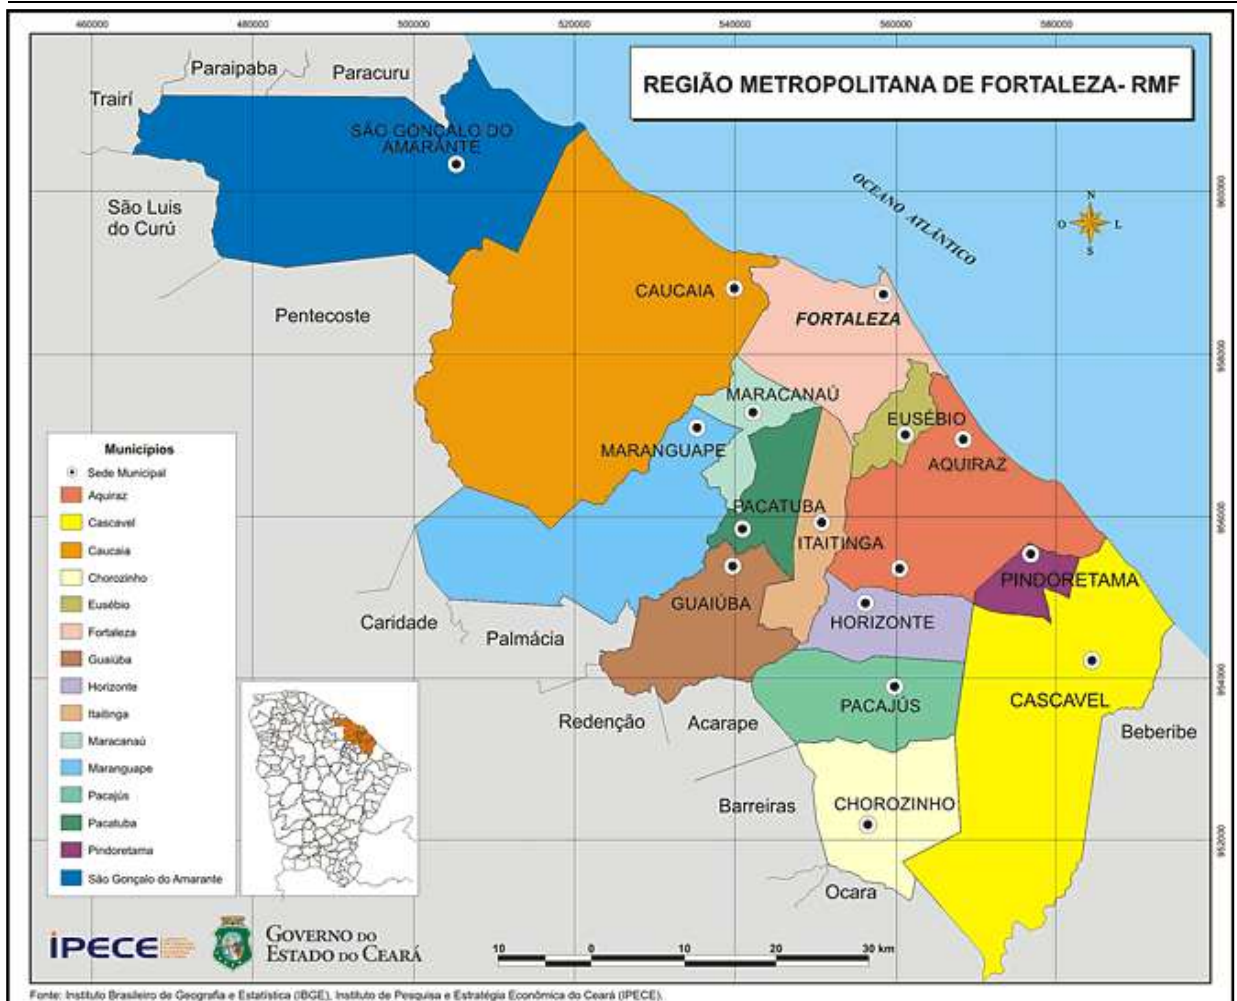 460000 480000 500000 520000 540000 560000 580000
REGIÃO METROPOLITANA DE FORTALEZA- RMF
Paraipaba
Paracuru
Trairí
SÃO GONÇALO DO
AMARANTE
São Luis
do Curú
OCEANO ATLÂNTICO
N
O L
S
960000
Pentecoste
CAUCAIA
FORTALEZA
958000
MARACANAÚ
EUSÉBIO
MARANGUAPE
AQUIRAZ
956000
PACATUBA
ITAITINGA
PINDORETAMA
GUAIÚBA
HORIZONTE
Caridade
Palmácia
954000
CASCAVEL
PACAJÚS
Redenção
Acarape
Beberibe
Barreiras
CHOROZINHO
952000
Ocara
Municípios
Sede Municipal
Aquiraz
Cascavel
Caucaia
Chorozinho
Eusébio
Fortaleza
Guaiúba
Horizonte
Itaitinga
Maracanaú
Maranguape
Pacajús
Pacatuba
Pindoretama
São Gonçalo do Amarante
IPECE
GOVERNO DO
ESTADO DO CEARÁ
10 0 10 20 30 km
Fonte: Instituto Brasileiro de Geografia e Estatística (IBGE), Instituto de Pesquisa e Estratégia Econômica do Ceará (IPECE).